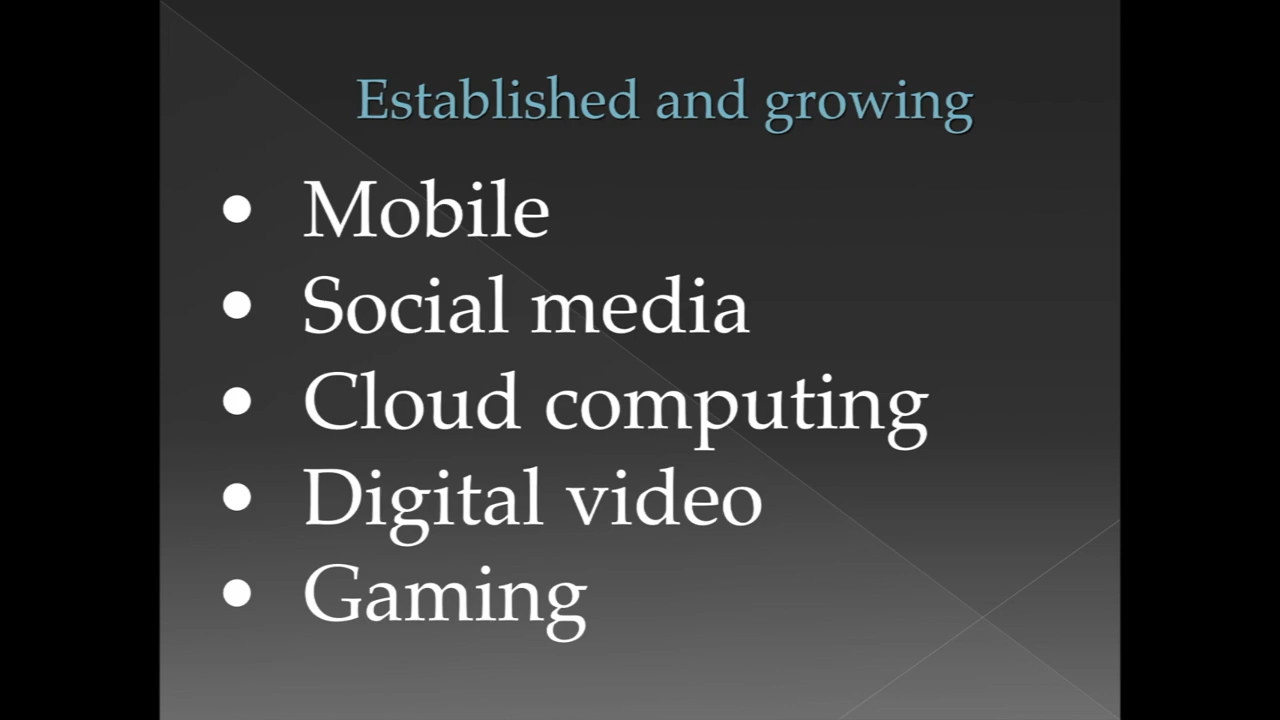 Established and growing
• Mobile
• Social media
• Cloud computing
• Digital video
• Gaming